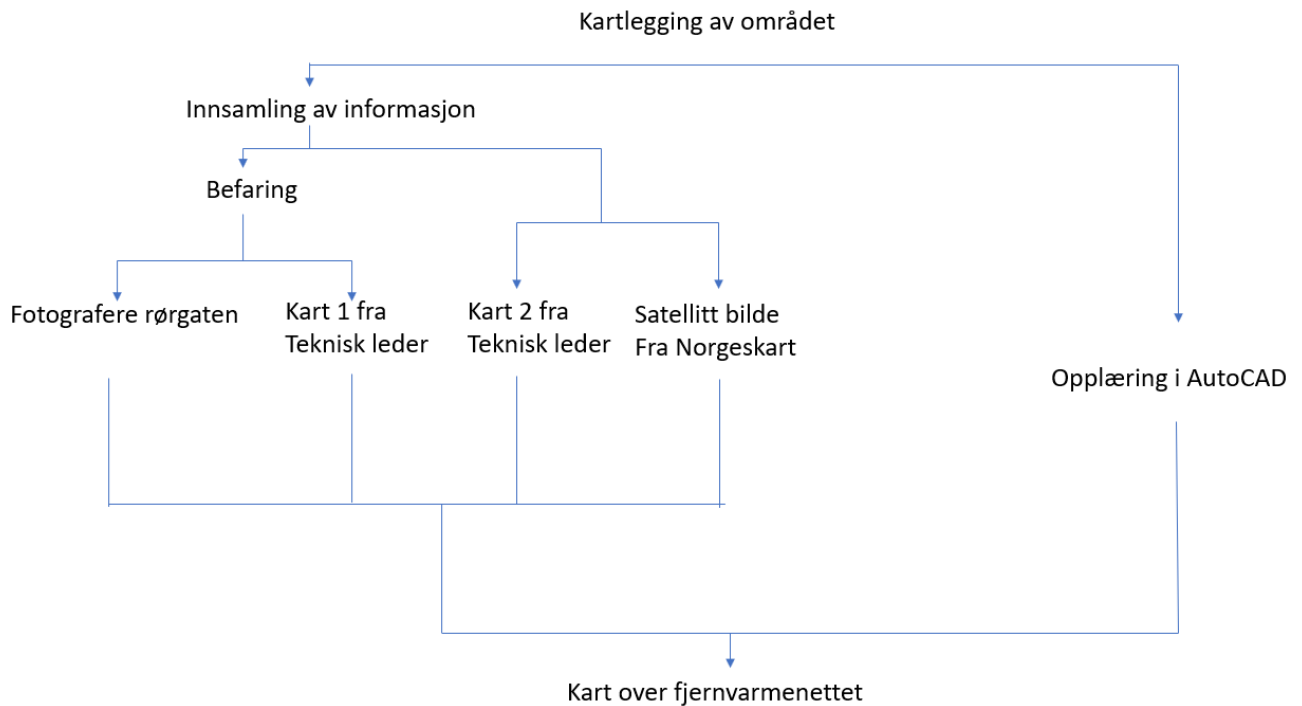 Kartlegging av området
Innsamling av informasjon
Befaring
Fotografere rørgaten
Kart 1 fra
Teknisk leder
Kart 2 fra
Teknisk leder
Satellitt bilde
Fra Norgeskart
Opplæring i AutoCAD
Kart over fjernvarmenettet